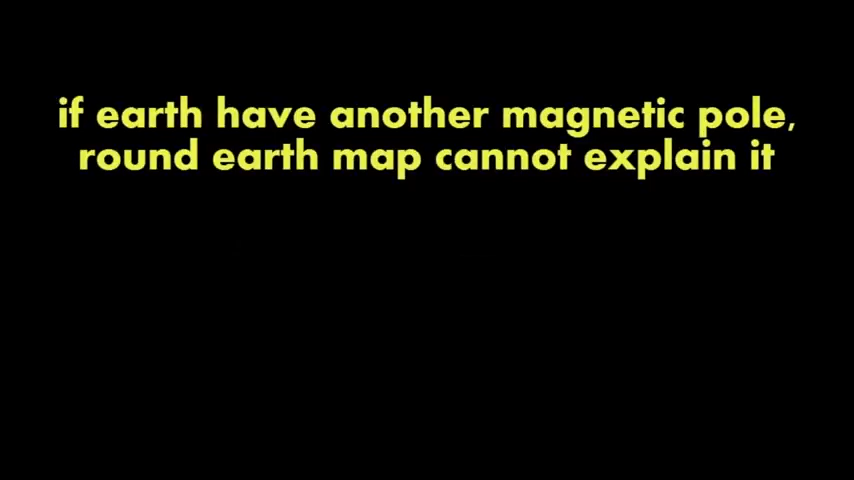 if earth have another magnetic pole,
round earth map cannot explain it